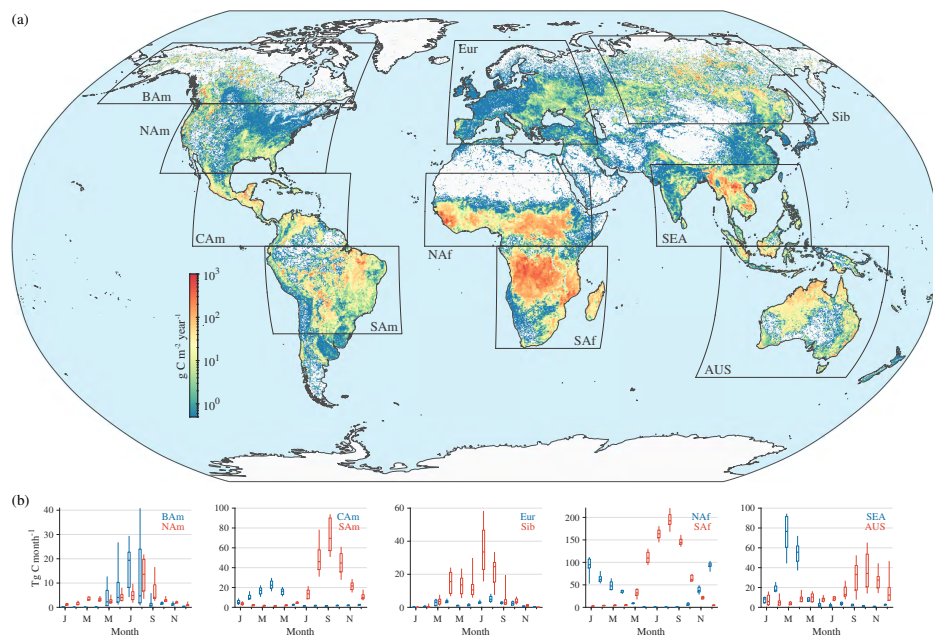 (a)
Eur
BAm
NAm
Sib
CAm
NAf
SEA
SAm
SAf
AUS
10³
10²
10¹
10⁰
g C m⁻² year⁻¹
(b)
Tg C month⁻¹
40
30
20
10
0
BAm
NAm
J M M J S N
Month
100
80
60
40
20
0
CAm
SAm
J M M J S N
Month
60
40
20
0
Eur
Sib
J M M J S N
Month
200
150
100
50
0
NAf
SAf
J M M J S N
Month
100
80
60
40
20
0
SEA
AUS
J M M J S N
Month